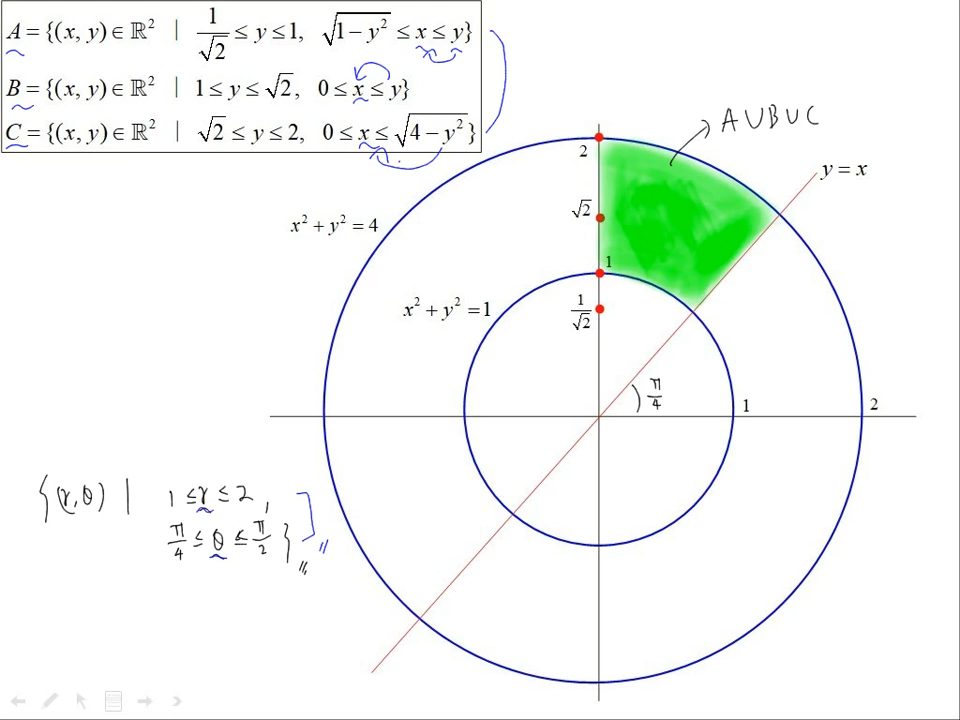 A = {(x, y) ∈ ℝ² | 1/√2 ≤ y ≤ 1, √(1 − y²) ≤ x ≤ y}
B = {(x, y) ∈ ℝ² | 1 ≤ y ≤ √2, 0 ≤ x ≤ y}
C = {(x, y) ∈ ℝ² | √2 ≤ y ≤ 2, 0 ≤ x ≤ √(4 − y²)}
A∪B∪C
2
y = x
√2
x² + y² = 4
1
x² + y² = 1
1/√2
π/4
1
2
{(r, θ) | 1 ≤ r ≤ 2,
π/4 ≤ θ ≤ π/2}